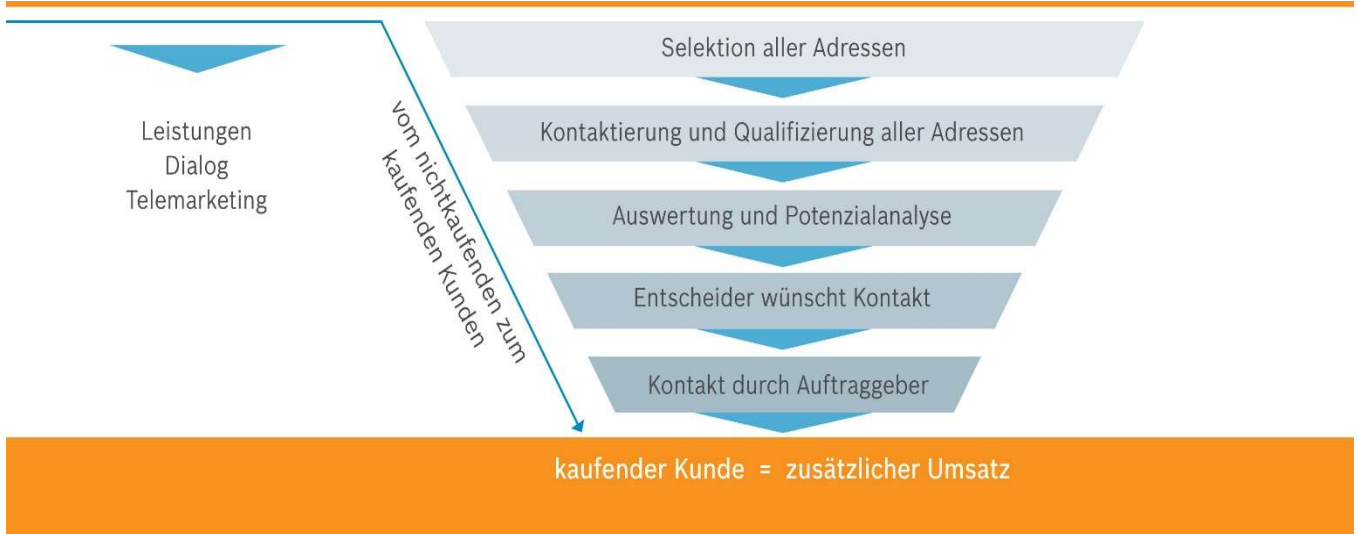 Leistungen
Dialog
Telemarketing
vom nichtkaufenden zum
kaufenden Kunden
Selektion aller Adressen
Kontaktierung und Qualifizierung aller Adressen
Auswertung und Potenzialanalyse
Entscheider wünscht Kontakt
Kontakt durch Auftraggeber
kaufender Kunde = zusätzlicher Umsatz